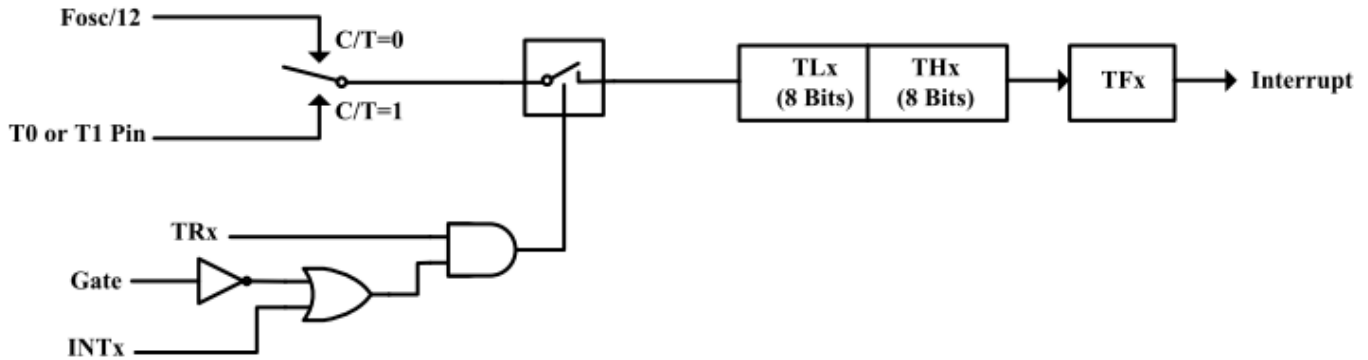 Fosc/12
C/T=0
C/T=1
T0 or T1 Pin
TLx
(8 Bits)
THx
(8 Bits)
TFx
Interrupt
TRx
Gate
INTx